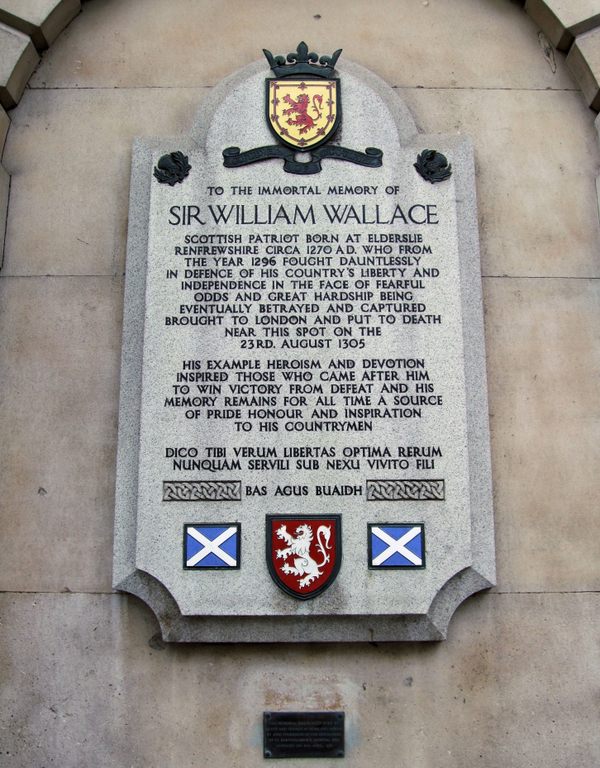 TO THE IMMORTAL MEMORY OF
SIR WILLIAM WALLACE
SCOTTISH PATRIOT BORN AT ELDERSLIE
RENFREWSHIRE CIRCA 1270 A.D. WHO FROM
THE YEAR 1296 FOUGHT DAUNTLESSLY
IN DEFENCE OF HIS COUNTRY'S LIBERTY AND
INDEPENDENCE IN THE FACE OF FEARFUL
ODDS AND GREAT HARDSHIP BEING
EVENTUALLY BETRAYED AND CAPTURED
BROUGHT TO LONDON AND PUT TO DEATH
NEAR THIS SPOT ON THE
23RD. AUGUST 1305
HIS EXAMPLE HEROISM AND DEVOTION
INSPIRED THOSE WHO CAME AFTER HIM
TO WIN VICTORY FROM DEFEAT AND HIS
MEMORY REMAINS FOR ALL TIME A SOURCE
OF PRIDE HONOUR AND INSPIRATION
TO HIS COUNTRYMEN
DICO TIBI VERUM LIBERTAS OPTIMA RERUM
NUNQUAM SERVILI SUB NEXU VIVITO FILI
BAS AGUS BUAIDH